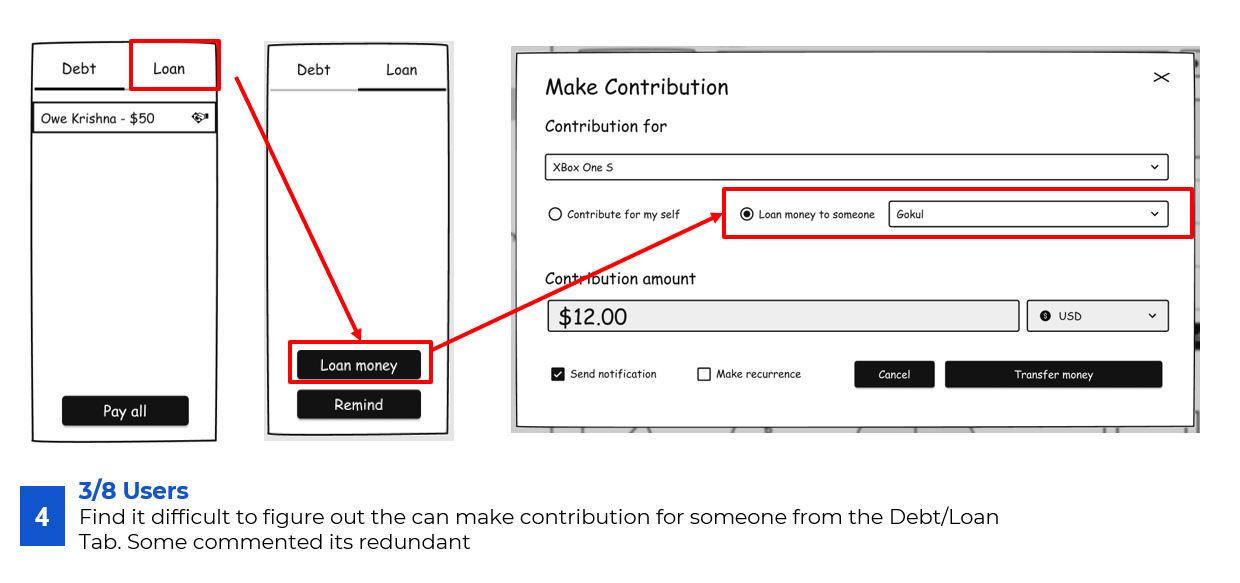 Debt Loan
Owe Krishna - $50
Pay all
Debt Loan
Loan money
Remind
Make Contribution
Contribution for
XBox One S
Contribute for my self Loan money to someone Gokul
Contribution amount
$12.00 USD
Send notification Make recurrence Cancel Transfer money
3/8 Users
4 Find it difficult to figure out the can make contribution for someone from the Debt/Loan
Tab. Some commented its redundant